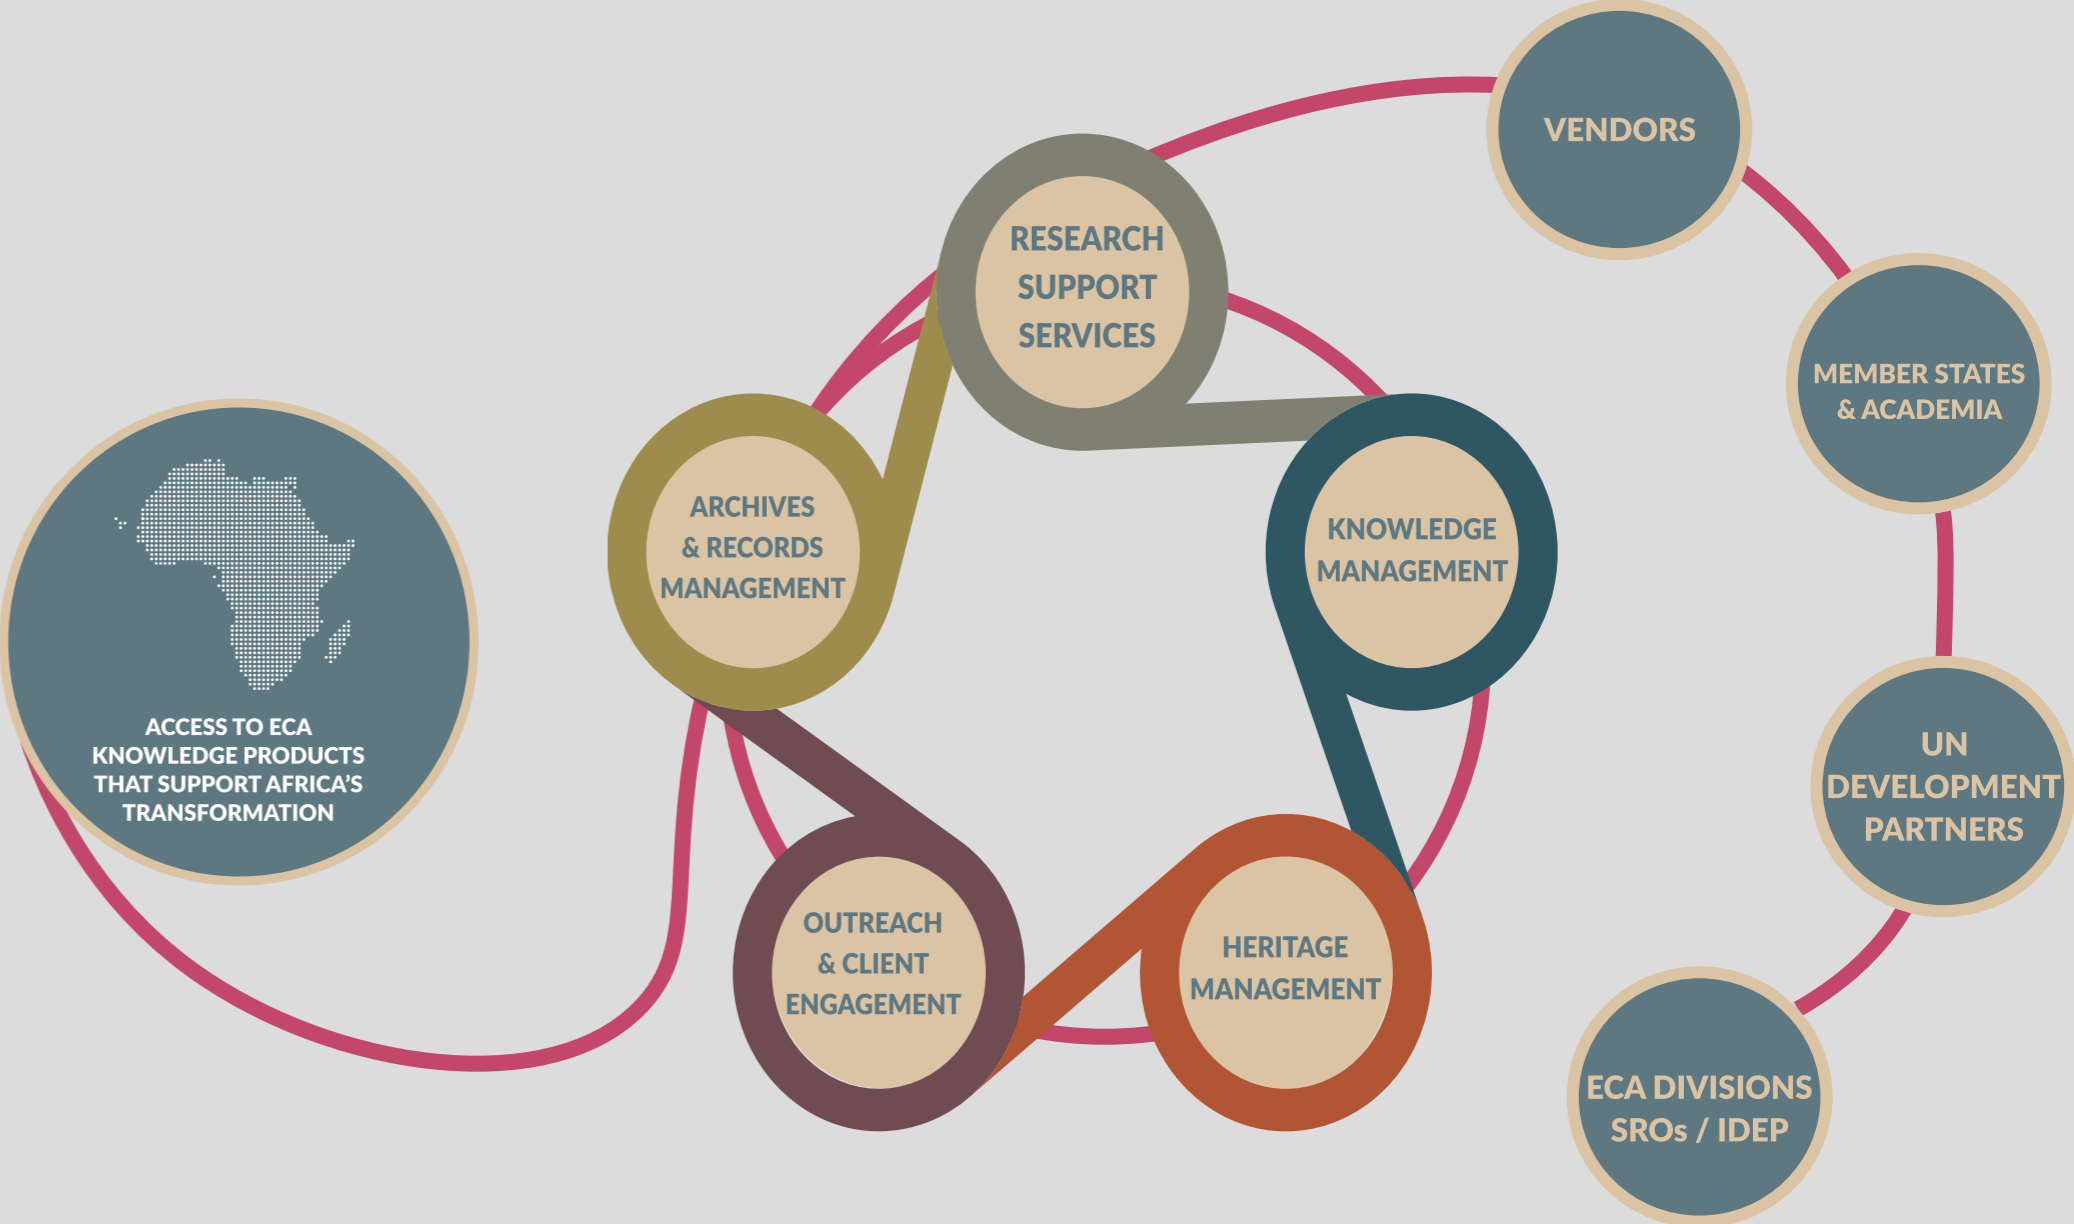 VENDORS
RESEARCH
SUPPORT
SERVICES
MEMBER STATES
& ACADEMIA
ARCHIVES
& RECORDS
MANAGEMENT
KNOWLEDGE
MANAGEMENT
ACCESS TO ECA
KNOWLEDGE PRODUCTS
THAT SUPPORT AFRICA'S
TRANSFORMATION
UN
DEVELOPMENT
PARTNERS
OUTREACH
& CLIENT
ENGAGEMENT
HERITAGE
MANAGEMENT
ECA DIVISIONS
SROs / IDEP